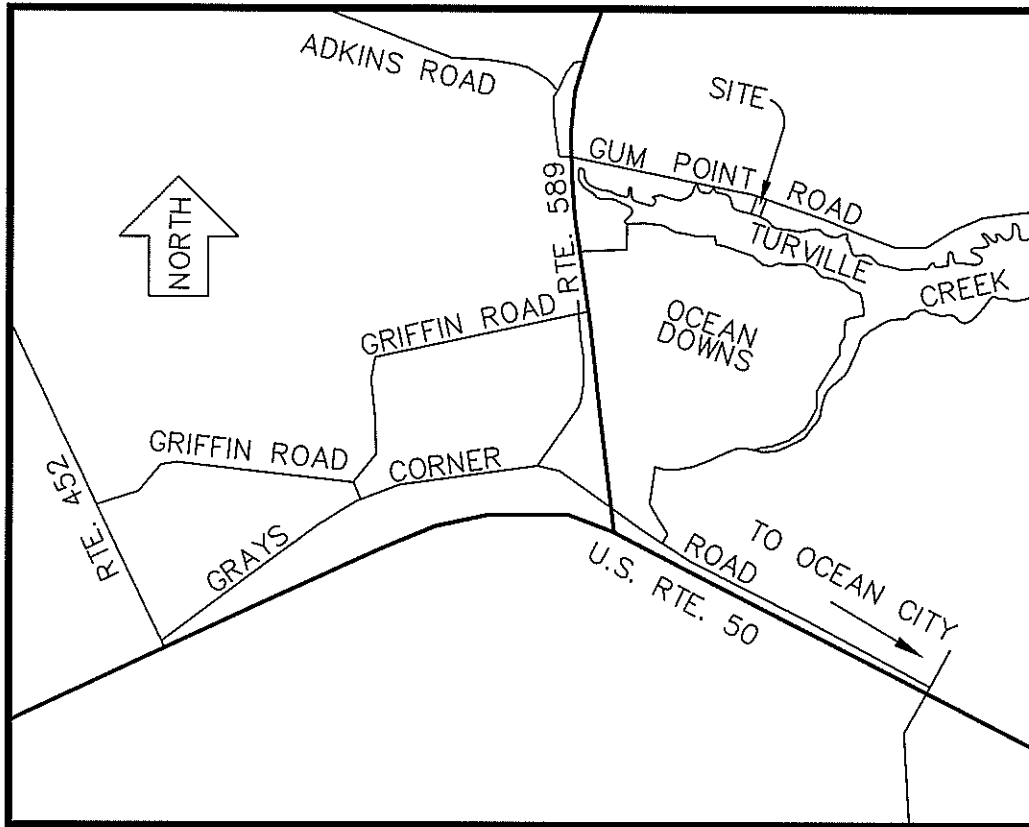 ADKINS ROAD
SITE
GUM POINT ROAD
RTE. 589
NORTH
TURVILLE
CREEK
OCEAN
DOWNS
GRIFFIN ROAD
GRIFFIN ROAD
RTE. 452
GRAYS CORNER ROAD
U.S. RTE. 50
TO OCEAN CITY